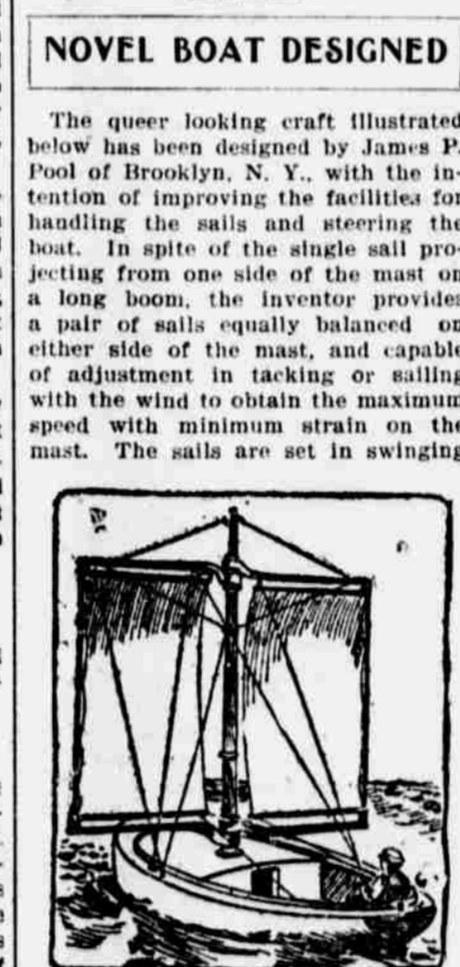 NOVEL BOAT DESIGNED
The queer looking craft illustrated
below has been designed by James P.
Pool of Brooklyn, N. Y., with the in-
tention of improving the facilities for
handling the sails and steering the
boat. In spite of the single sail pro-
jecting from one side of the mast on
a long boom, the inventor provides
a pair of sails equally balanced on
either side of the mast, and capable
of adjustment in tacking or sailing
with the wind to obtain the maximum
speed with minimum strain on the
mast. The sails are set in swinging